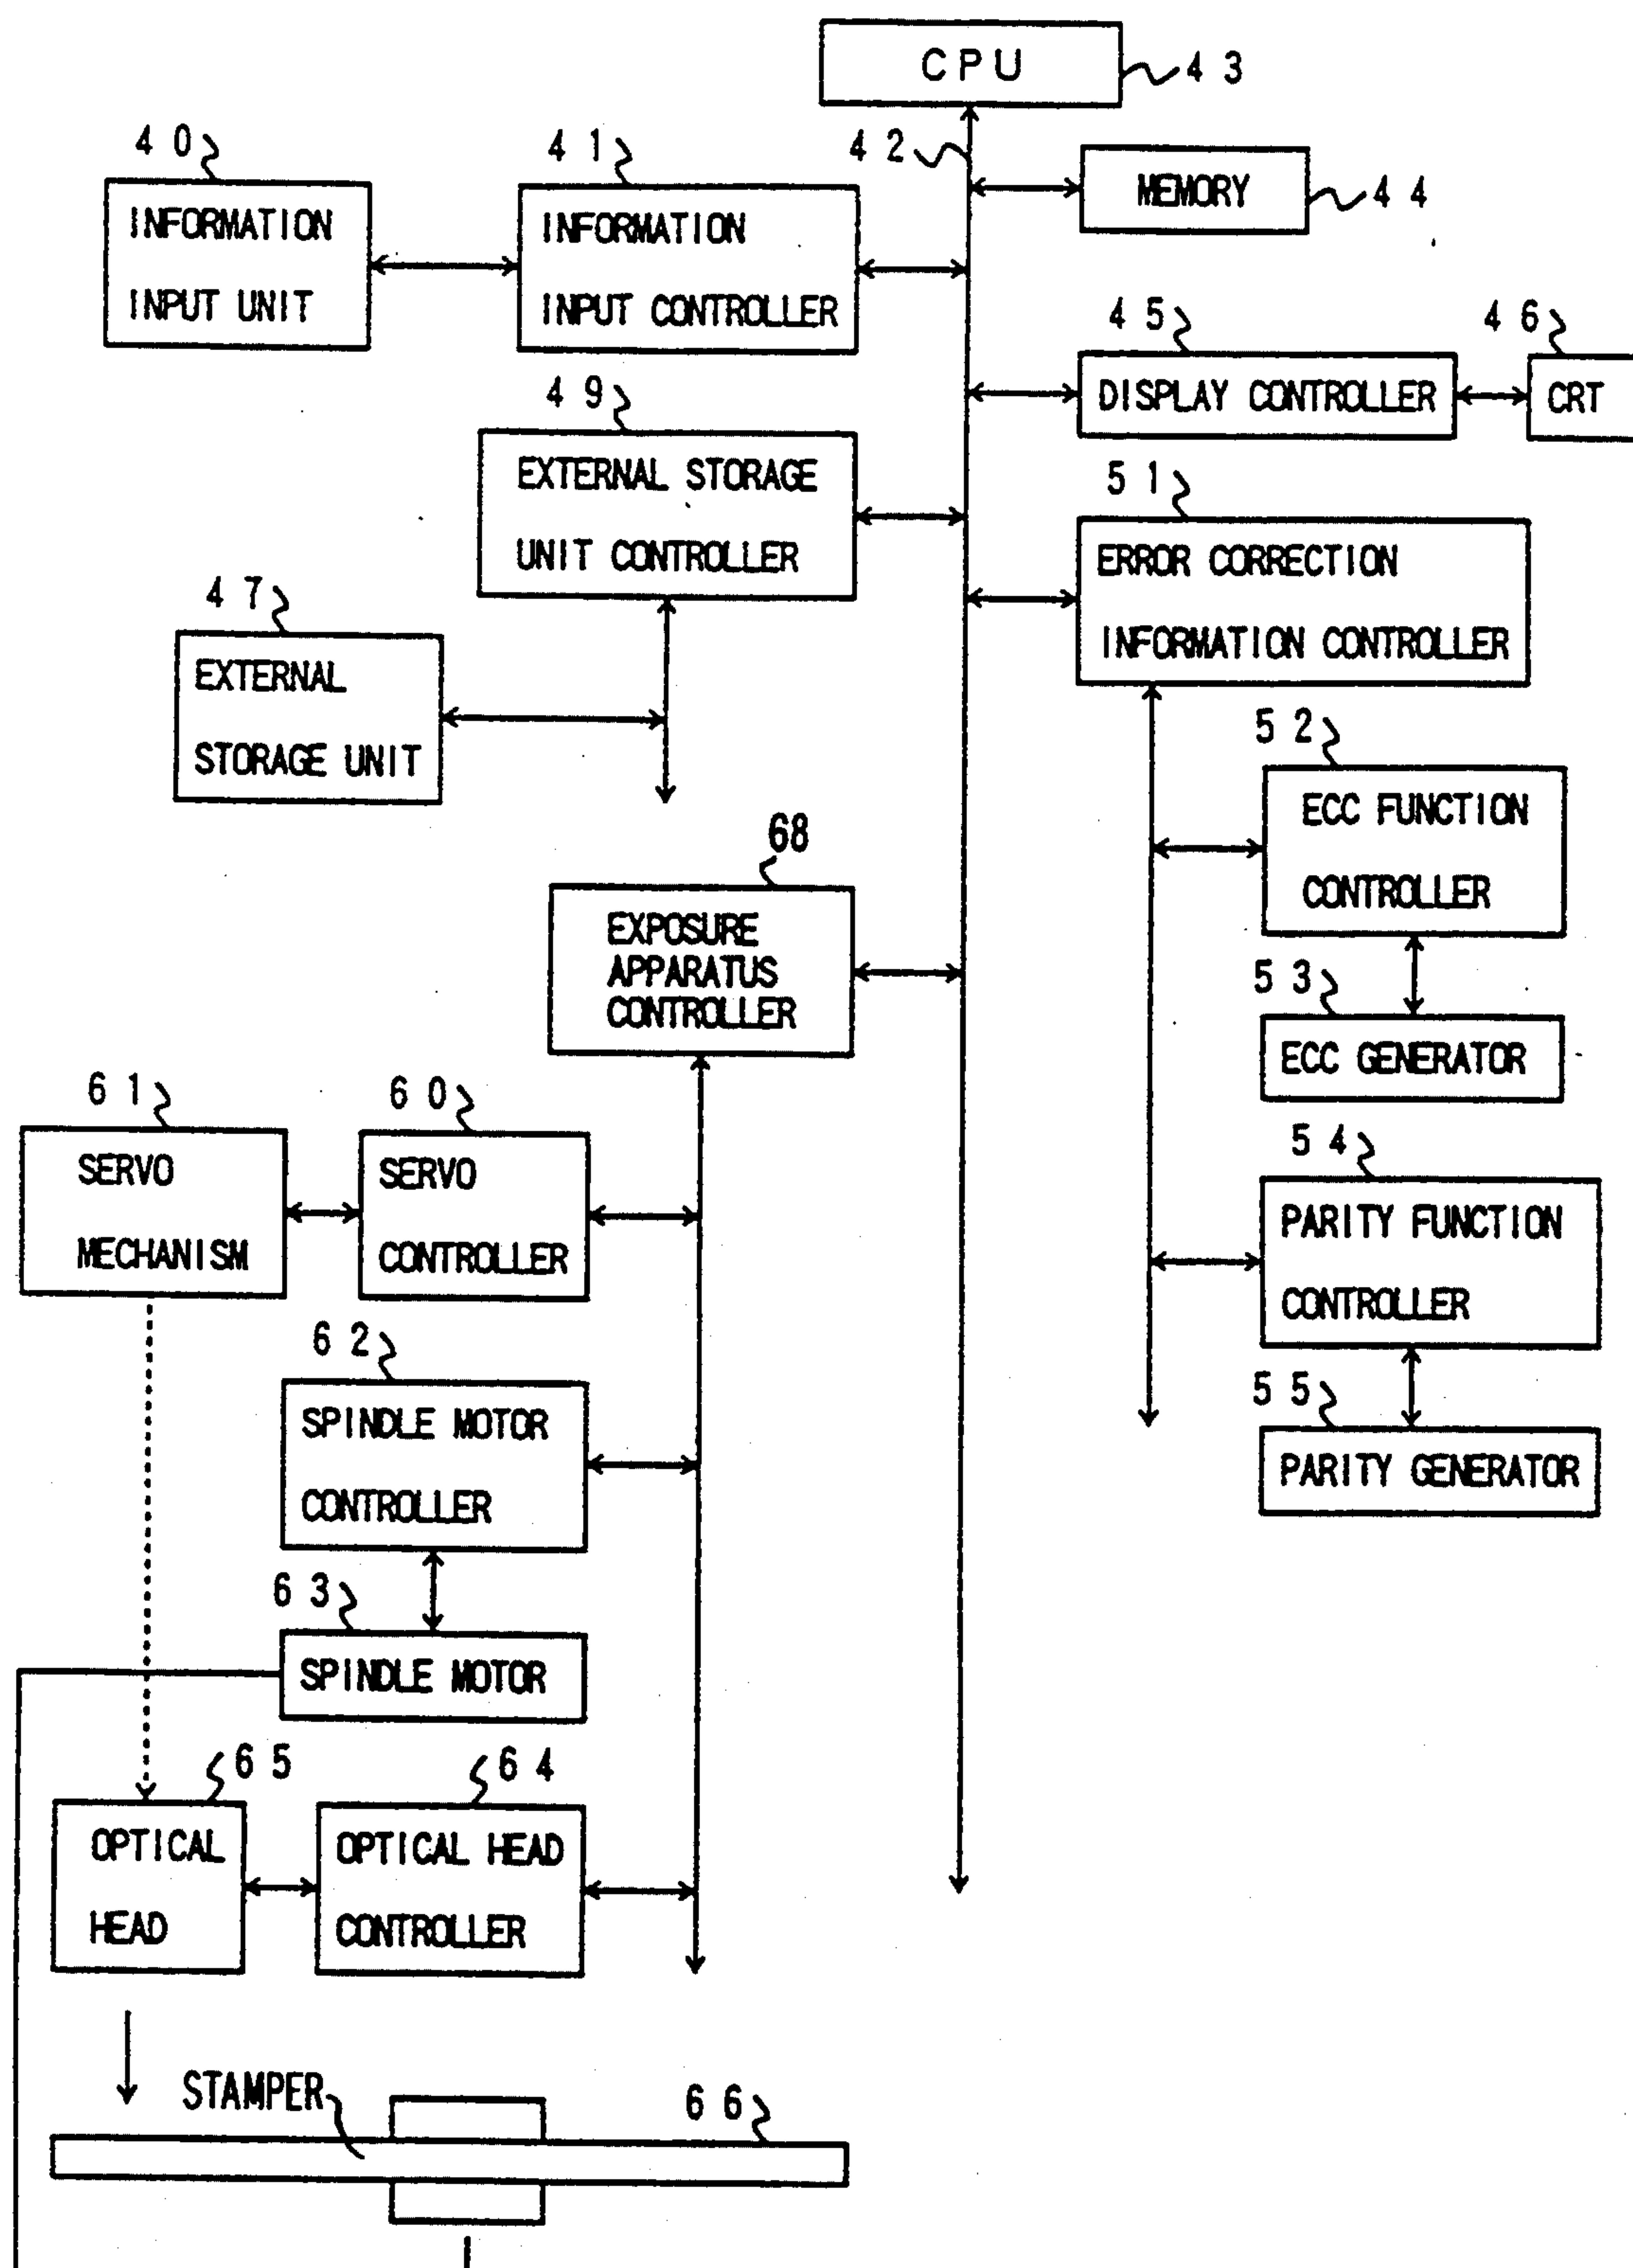 CPU
43
42
40
41
MEMORY
44
INFORMATION
INPUT UNIT
INFORMATION
INPUT CONTROLLER
45
46
DISPLAY CONTROLLER
CRT
49
EXTERNAL STORAGE
UNIT CONTROLLER
51
ERROR CORRECTION
INFORMATION CONTROLLER
47
EXTERNAL
STORAGE UNIT
52
ECC FUNCTION
CONTROLLER
68
EXPOSURE
APPARATUS
CONTROLLER
53
ECC GENERATOR
61
SERVO
MECHANISM
60
SERVO
CONTROLLER
54
PARITY FUNCTION
CONTROLLER
62
SPINDLE MOTOR
CONTROLLER
55
PARITY GENERATOR
63
SPINDLE MOTOR
65
OPTICAL
HEAD
64
OPTICAL HEAD
CONTROLLER
STAMPER
66